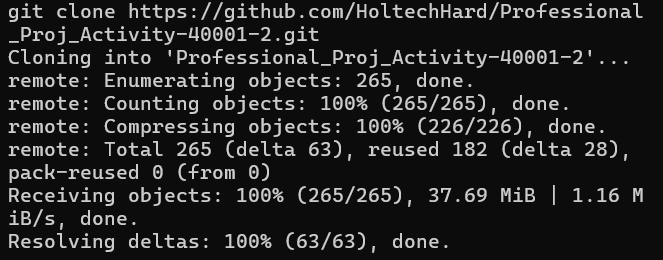 git clone https://github.com/HoltechHard/Professional
_Proj_Activity-40001-2.git
Cloning into 'Professional_Proj_Activity-40001-2'...
remote: Enumerating objects: 265, done.
remote: Counting objects: 100% (265/265), done.
remote: Compressing objects: 100% (226/226), done.
remote: Total 265 (delta 63), reused 182 (delta 28),
pack-reused 0 (from 0)
Receiving objects: 100% (265/265), 37.69 MiB | 1.16 M
iB/s, done.
Resolving deltas: 100% (63/63), done.